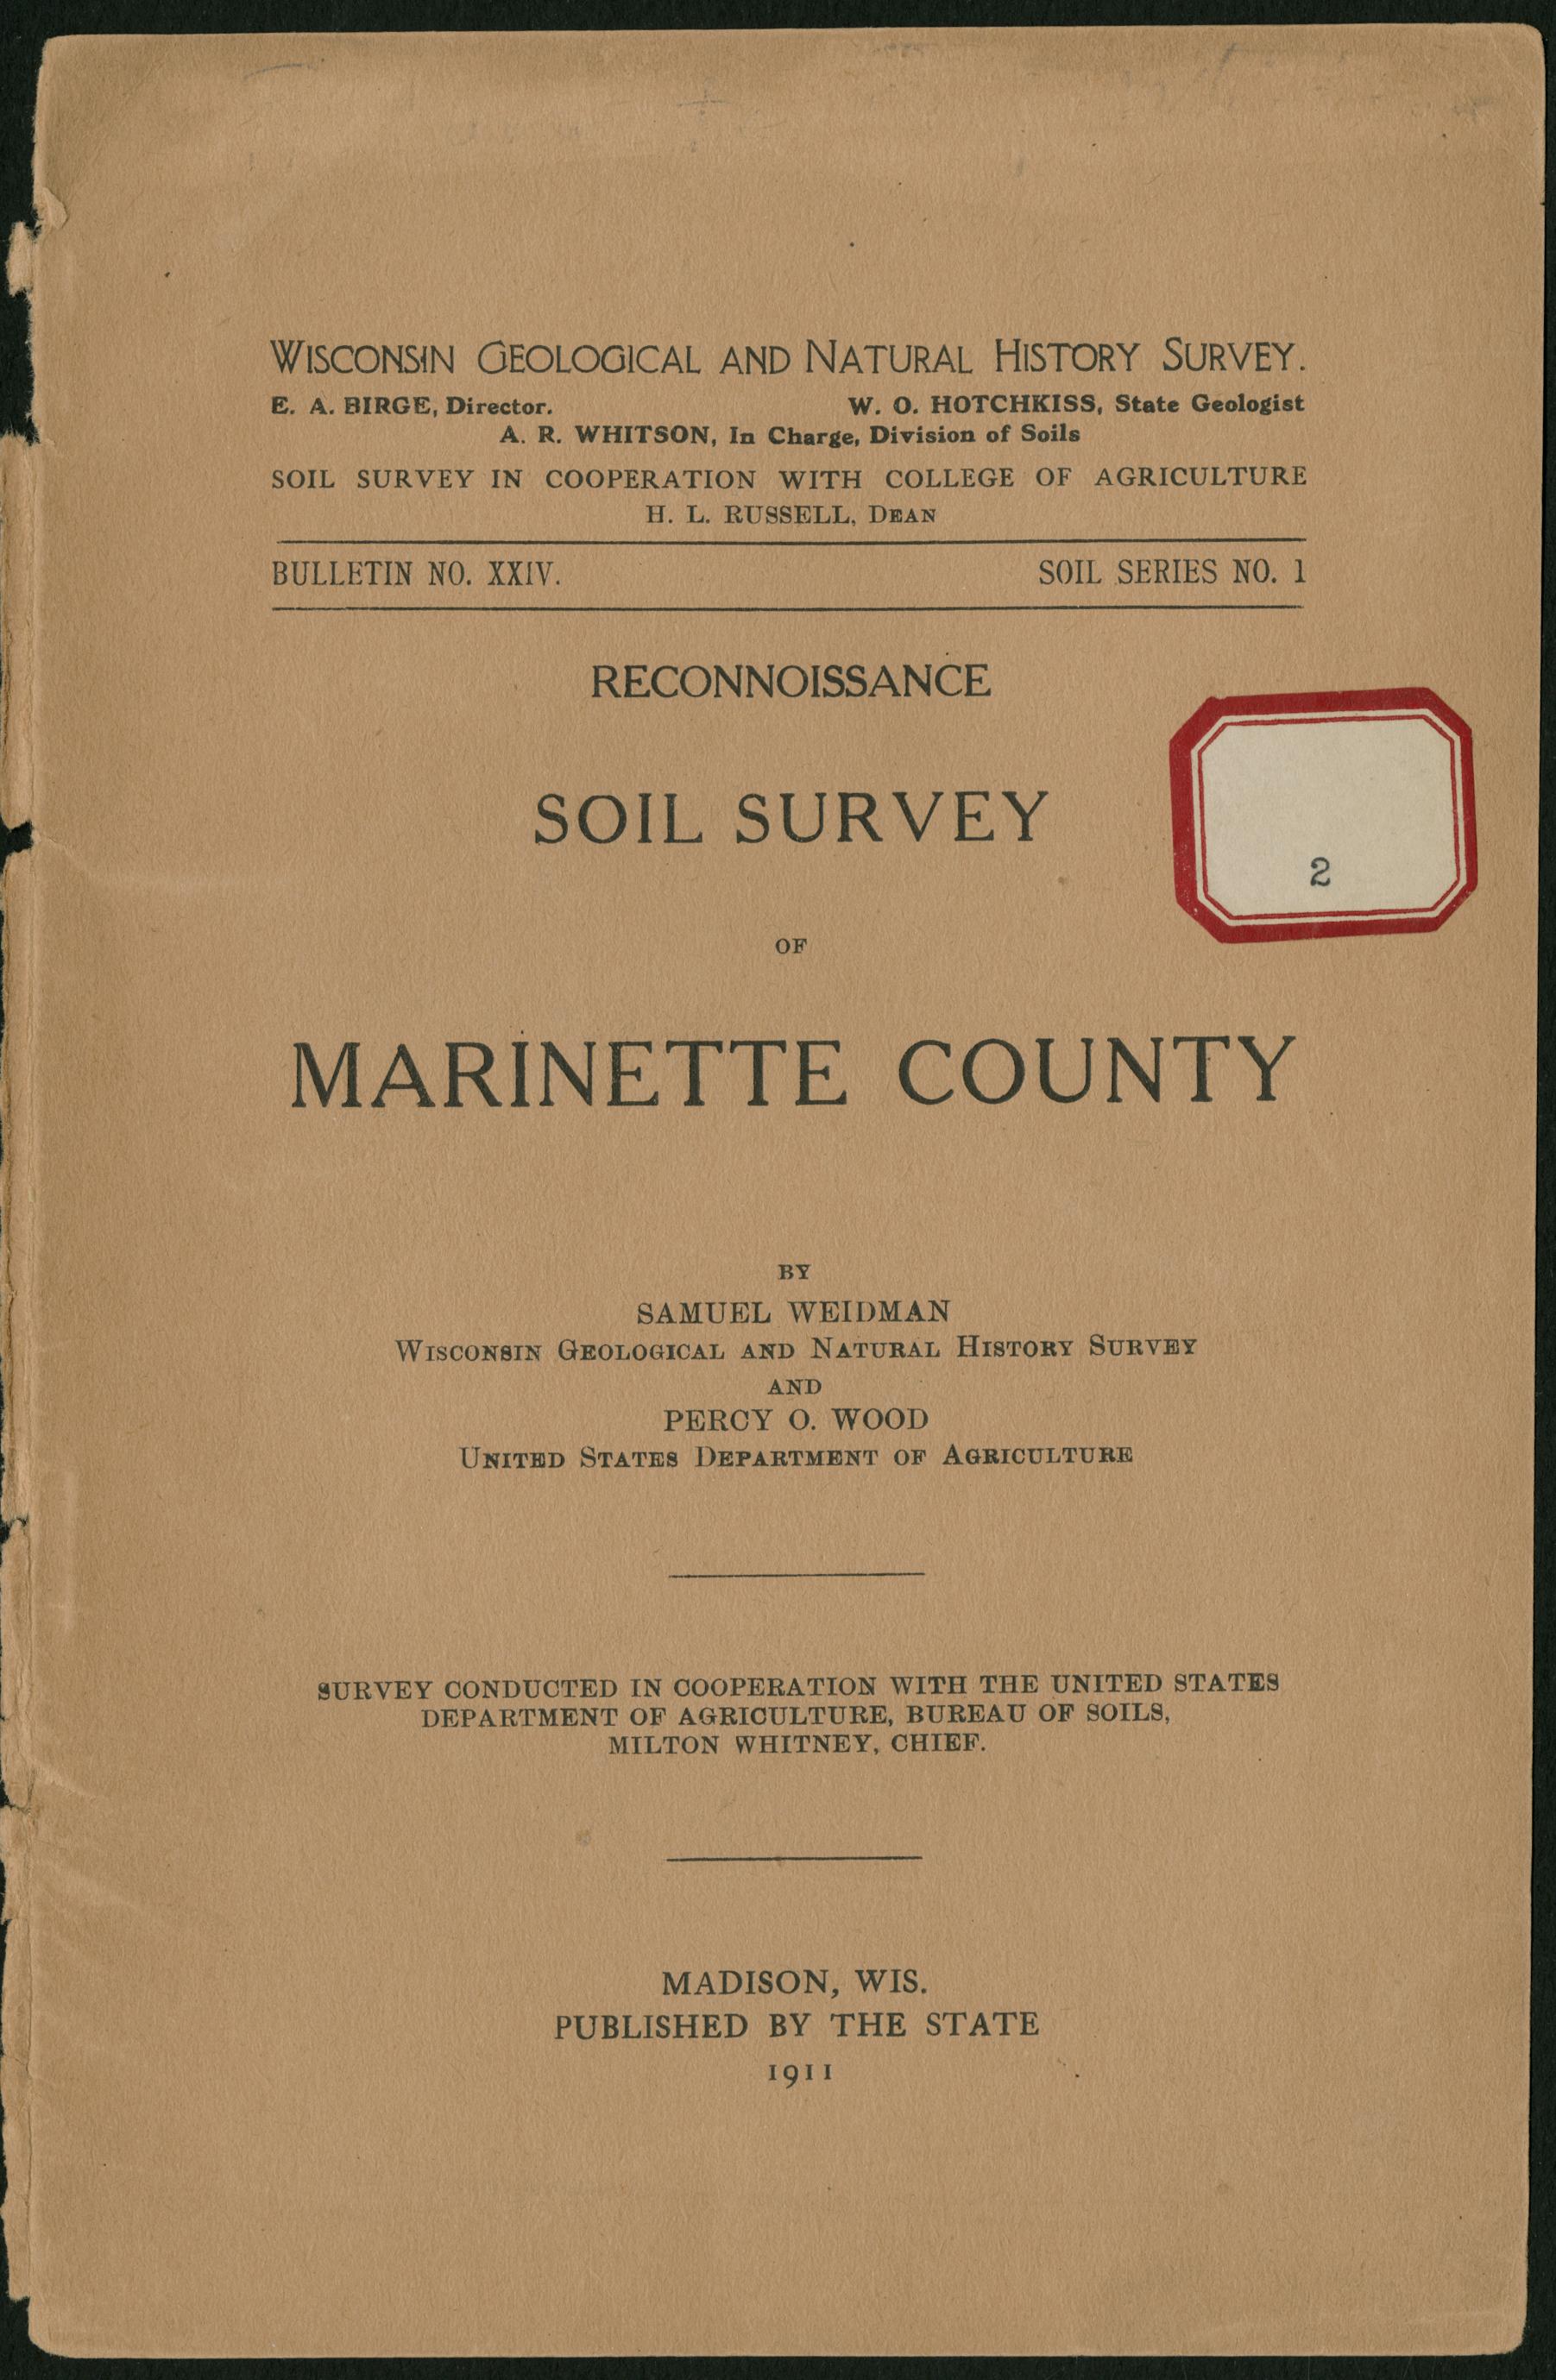 WISCONSIN GEOLOGICAL AND NATURAL HISTORY SURVEY.
E. A. BIRGE, Director. W. O. HOTCHKISS, State Geologist
A. R. WHITSON, In Charge, Division of Soils
SOIL SURVEY IN COOPERATION WITH COLLEGE OF AGRICULTURE
H. L. RUSSELL, DEAN
BULLETIN NO. XXIV. SOIL SERIES NO. 1
RECONNOISSANCE
SOIL SURVEY
2
OF
MARINETTE COUNTY
BY
SAMUEL WEIDMAN
WISCONSIN GEOLOGICAL AND NATURAL HISTORY SURVEY
AND
PERCY O. WOOD
UNITED STATES DEPARTMENT OF AGRICULTURE
SURVEY CONDUCTED IN COOPERATION WITH THE UNITED STATES
DEPARTMENT OF AGRICULTURE, BUREAU OF SOILS,
MILTON WHITNEY, CHIEF.
MADISON, WIS.
PUBLISHED BY THE STATE
1911